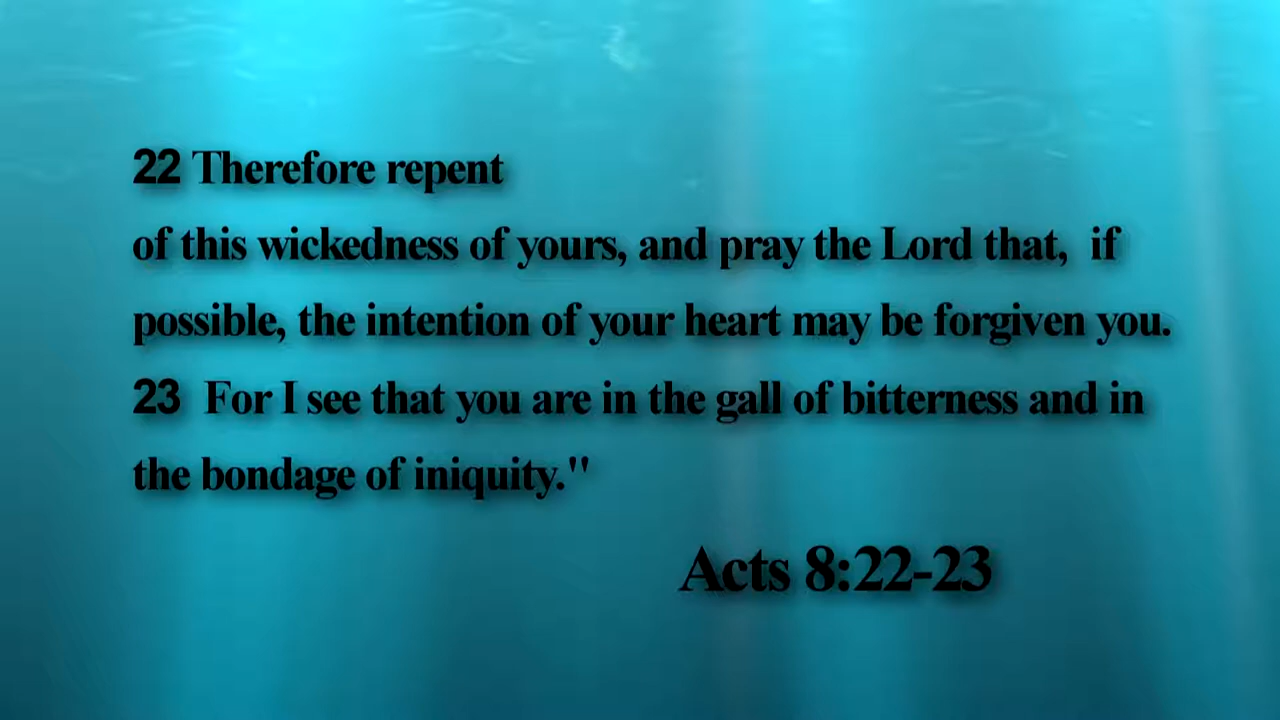 22 Therefore repent
of this wickedness of yours, and pray the Lord that, if
possible, the intention of your heart may be forgiven you.
23 For I see that you are in the gall of bitterness and in
the bondage of iniquity."
Acts 8:22-23